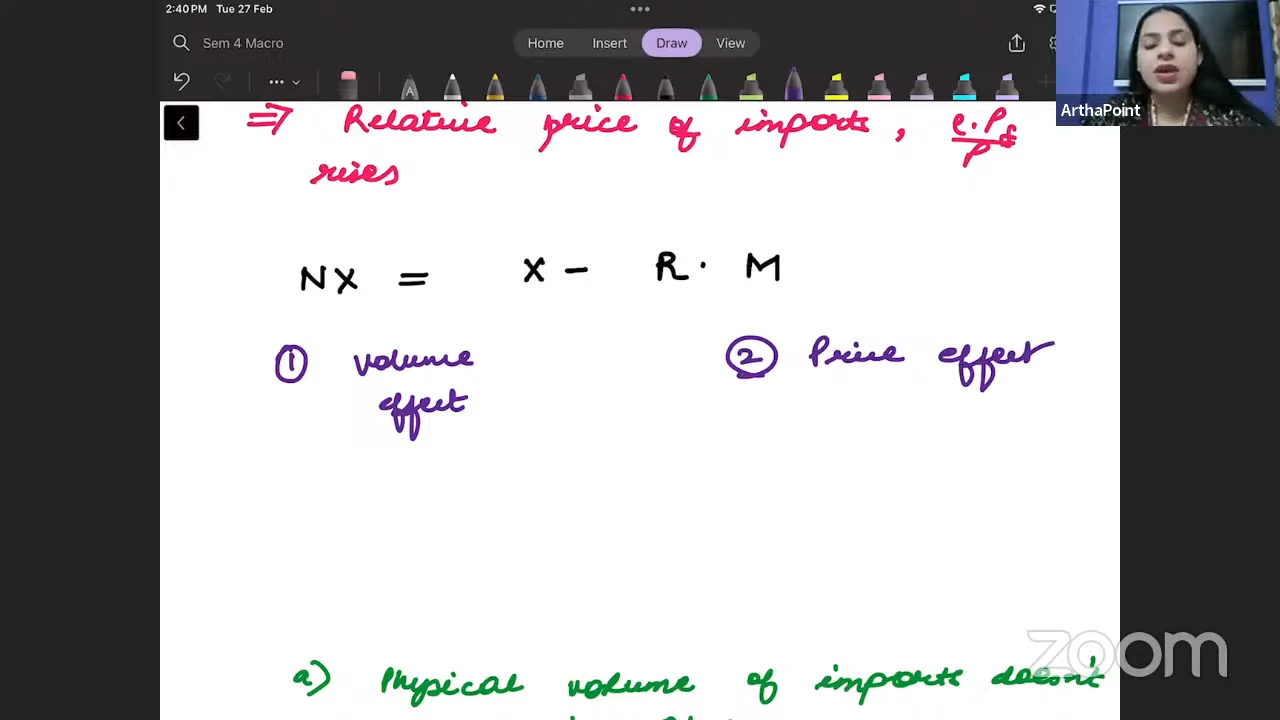 2:40 PM Tue 27 Feb
Sem 4 Macro
Home Insert Draw View
ArthaPoint
⇒ Relative price of imports, e.Pf/P
rises
NX = X - R. M
① volume effect
② Price effect
a) Physical volume of imports doesn't
zoom